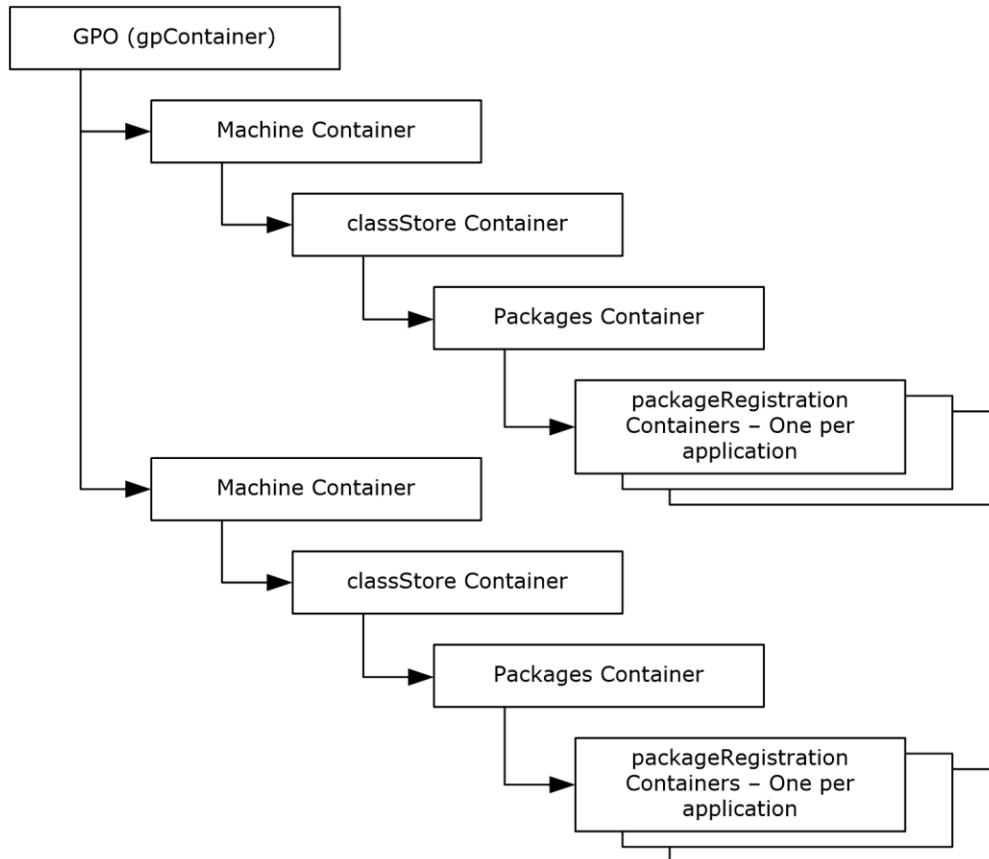 GPO (gpContainer)
Machine Container
classStore Container
Packages Container
packageRegistration
Containers – One per
application
Machine Container
classStore Container
Packages Container
packageRegistration
Containers – One per
application